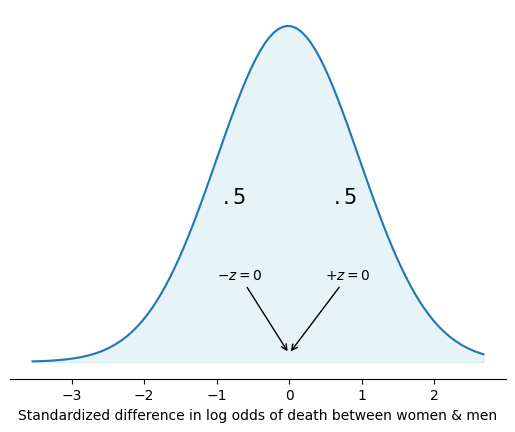 .5 .5
−z = 0 +z = 0
−3 −2 −1 0 1 2
Standardized difference in log odds of death between women & men